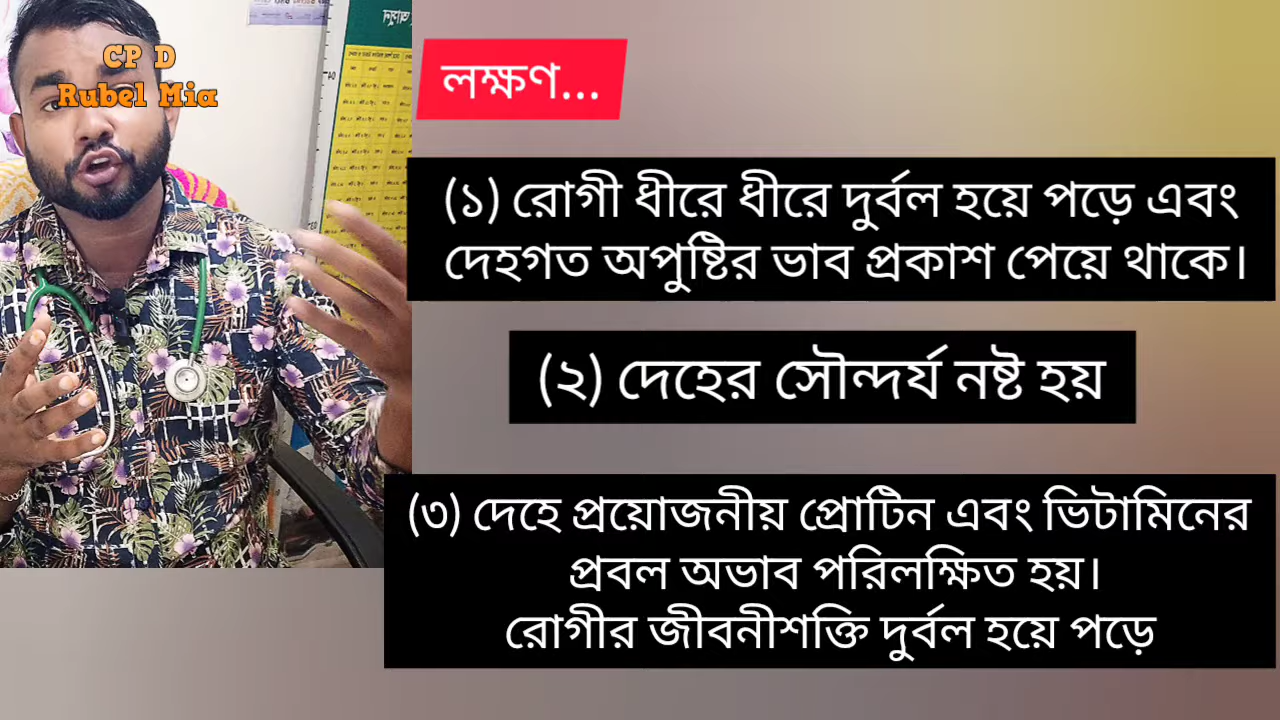 CP D
Rubel Mia
লক্ষণ...
(১) রোগী ধীরে ধীরে দুর্বল হয়ে পড়ে এবং
দেহগত অপুষ্টির ভাব প্রকাশ পেয়ে থাকে।
(২) দেহের সৌন্দর্য নষ্ট হয়
(৩) দেহে প্রয়োজনীয় প্রোটিন এবং ভিটামিনের
প্রবল অভাব পরিলক্ষিত হয়।
রোগীর জীবনীশক্তি দুর্বল হয়ে পড়ে